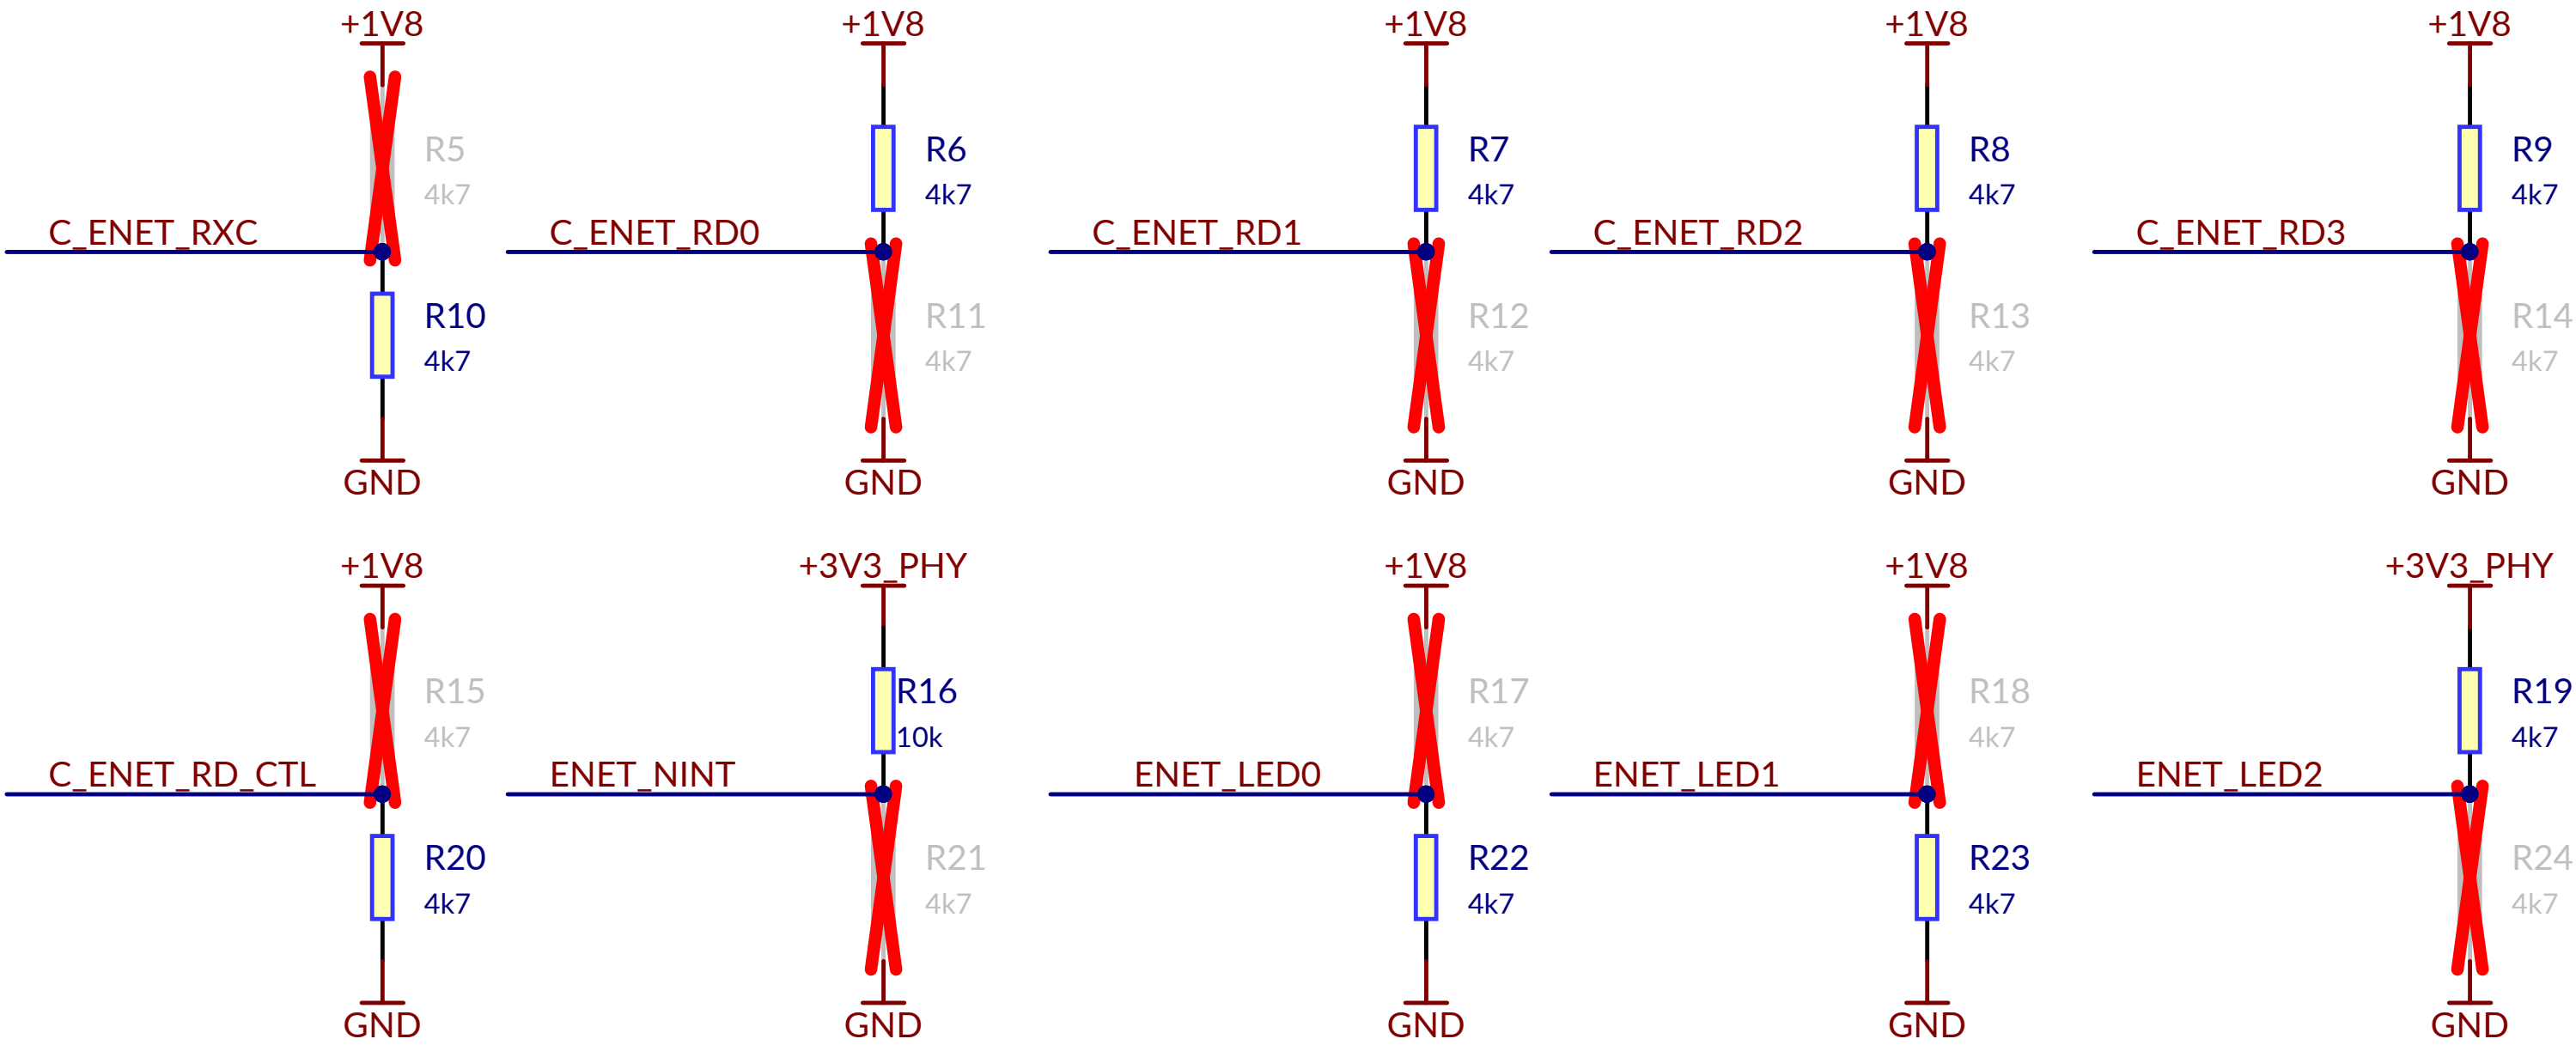 +1V8 +1V8 +1V8 +1V8 +1V8
R5 R6 R7 R8 R9
4k7 4k7 4k7 4k7 4k7
C_ENET_RXC C_ENET_RD0 C_ENET_RD1 C_ENET_RD2 C_ENET_RD3
R10 R11 R12 R13 R14
4k7 4k7 4k7 4k7 4k7
GND GND GND GND GND
+1V8 +3V3_PHY +1V8 +1V8 +3V3_PHY
R15 R16 R17 R18 R19
4k7 10k 4k7 4k7 4k7
C_ENET_RD_CTL ENET_NINT ENET_LED0 ENET_LED1 ENET_LED2
R20 R21 R22 R23 R24
4k7 4k7 4k7 4k7 4k7
GND GND GND GND GND